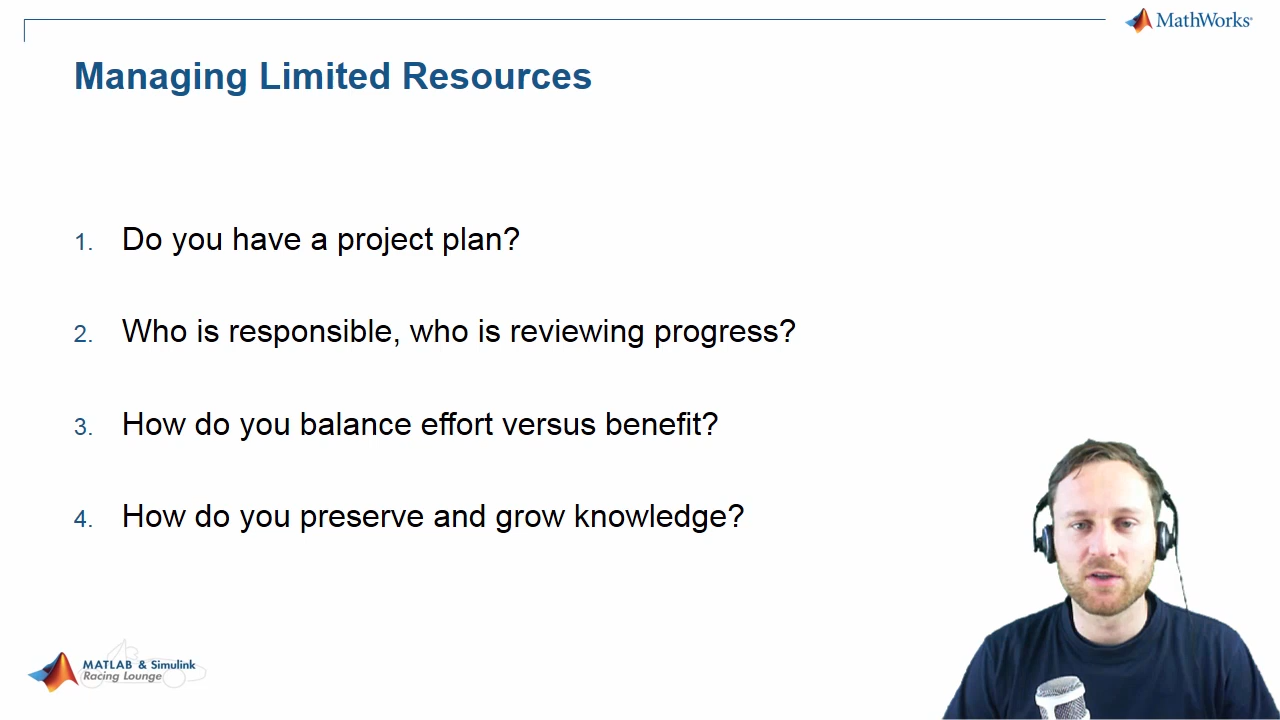 MathWorks®
Managing Limited Resources
1. Do you have a project plan?
2. Who is responsible, who is reviewing progress?
3. How do you balance effort versus benefit?
4. How do you preserve and grow knowledge?
MATLAB & Simulink
Racing Lounge